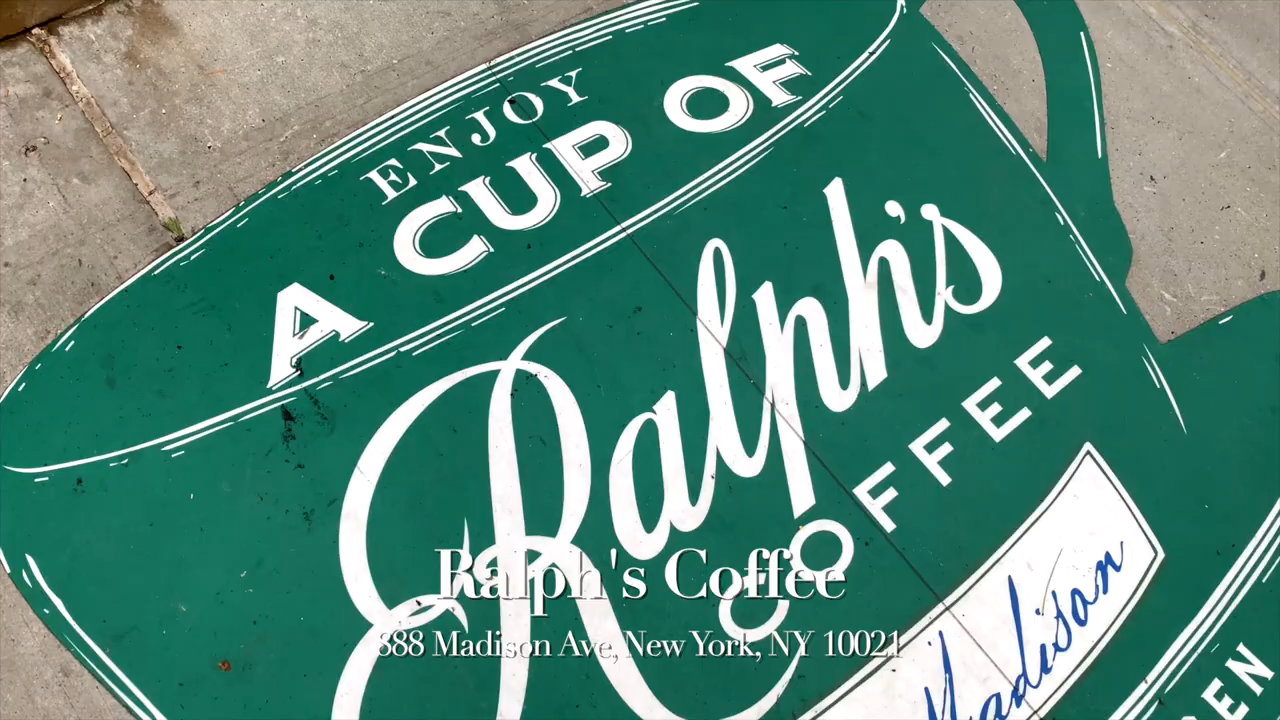 ENJOY
A CUP OF
Ralph's
COFFEE
Madison
Ralph's Coffee
888 Madison Ave, New York, NY 10021